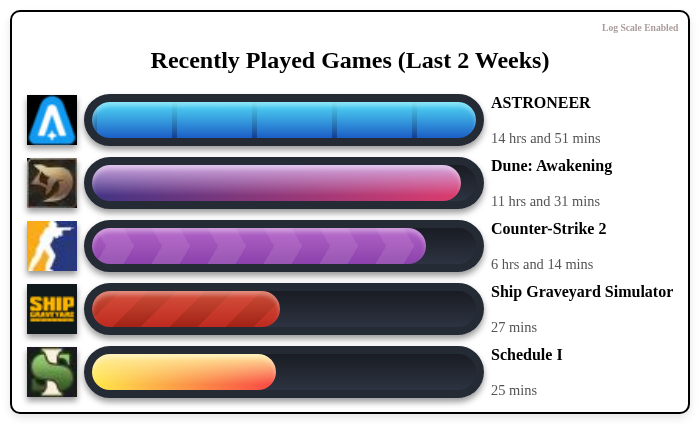 Log Scale Enabled
Recently Played Games (Last 2 Weeks)
ASTRONEER
14 hrs and 51 mins
Dune: Awakening
11 hrs and 31 mins
Counter-Strike 2
6 hrs and 14 mins
SHIP
GRAVEYARD
Ship Graveyard Simulator
27 mins
S
Schedule I
25 mins